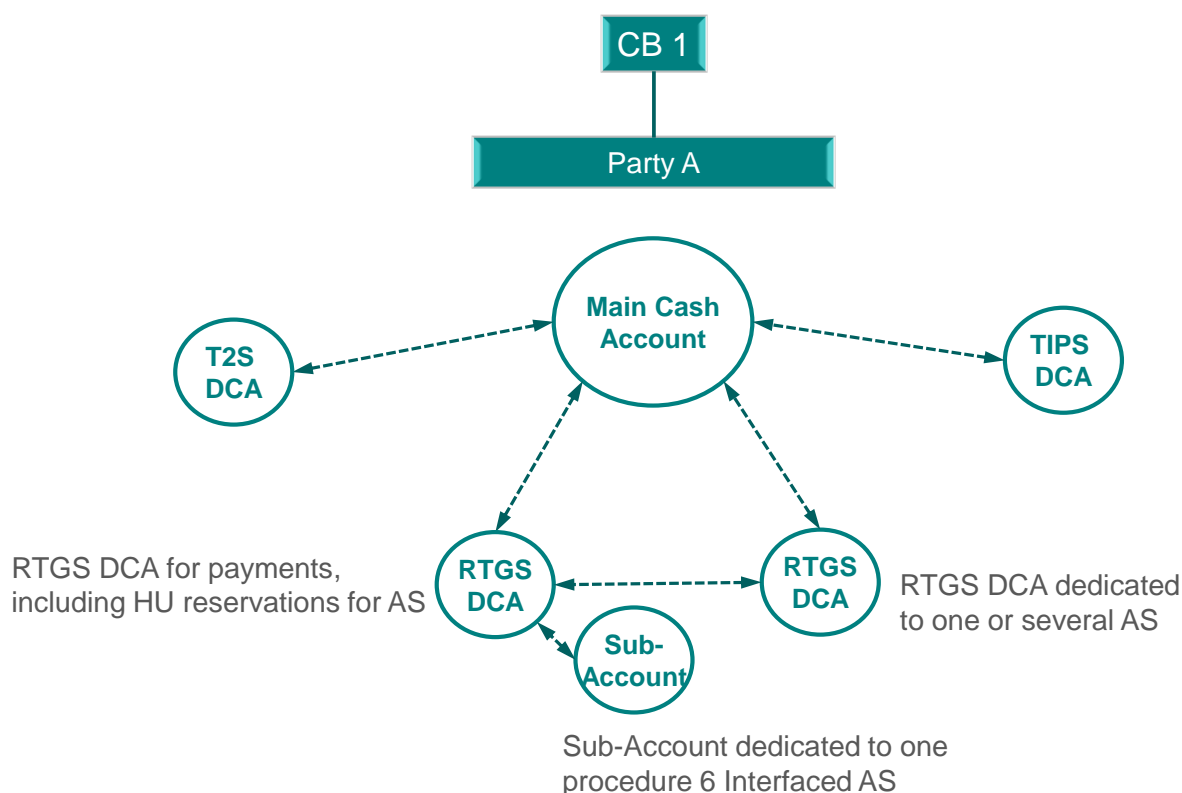 CB 1
Party A
Main Cash
Account
T2S
DCA
TIPS
DCA
RTGS DCA for payments,
including HU reservations for AS
RTGS
DCA
RTGS
DCA
RTGS DCA dedicated
to one or several AS
Sub-
Account
Sub-Account dedicated to one
procedure 6 Interfaced AS